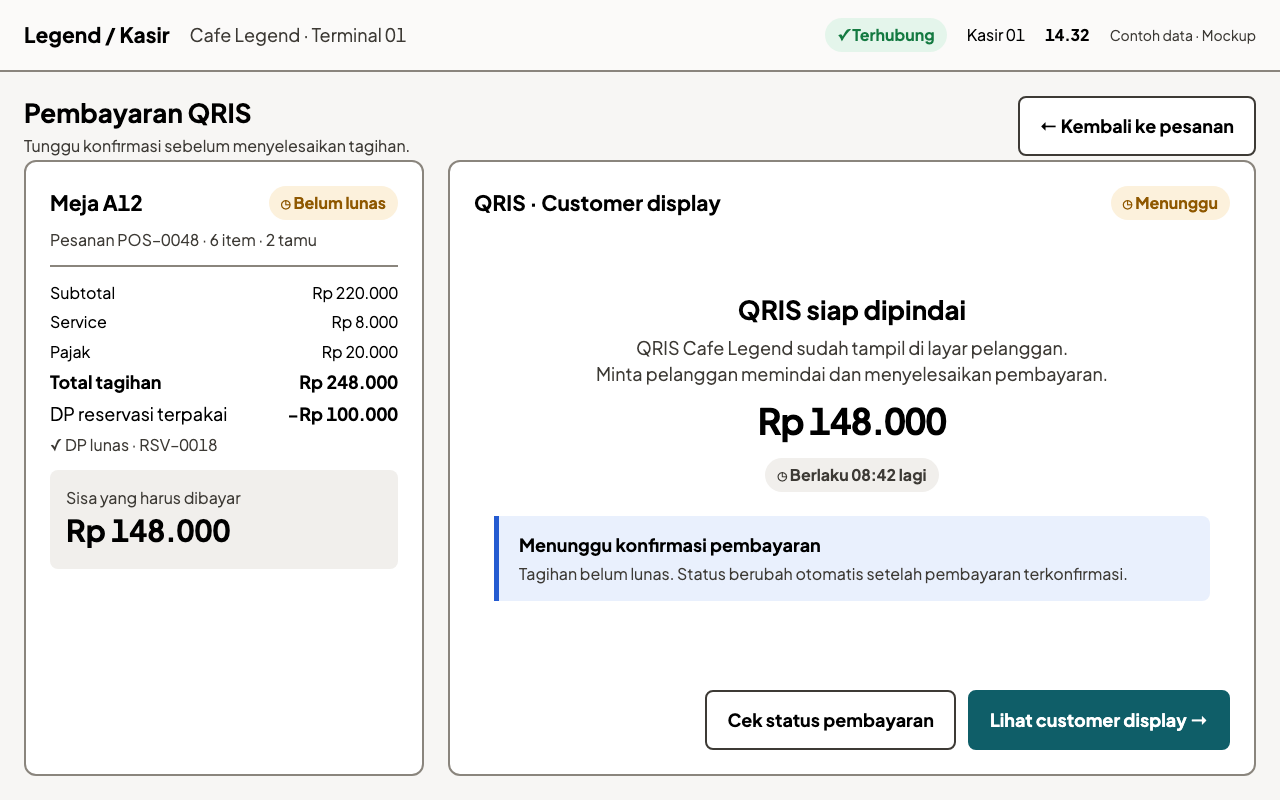 Legend / Kasir
Cafe Legend · Terminal 01
✓Terhubung
Kasir 01
14.32
Contoh data · Mockup
Pembayaran QRIS
Tunggu konfirmasi sebelum menyelesaikan tagihan.
← Kembali ke pesanan
Meja A12
◷ Belum lunas
Pesanan POS-0048 · 6 item · 2 tamu
Subtotal Rp 220.000
Service Rp 8.000
Pajak Rp 20.000
Total tagihan Rp 248.000
DP reservasi terpakai −Rp 100.000
✓ DP lunas · RSV-0018
Sisa yang harus dibayar
Rp 148.000
QRIS · Customer display
◷ Menunggu
QRIS siap dipindai
QRIS Cafe Legend sudah tampil di layar pelanggan.
Minta pelanggan memindai dan menyelesaikan pembayaran.
Rp 148.000
◷ Berlaku 08:42 lagi
Menunggu konfirmasi pembayaran
Tagihan belum lunas. Status berubah otomatis setelah pembayaran terkonfirmasi.
Cek status pembayaran
Lihat customer display →